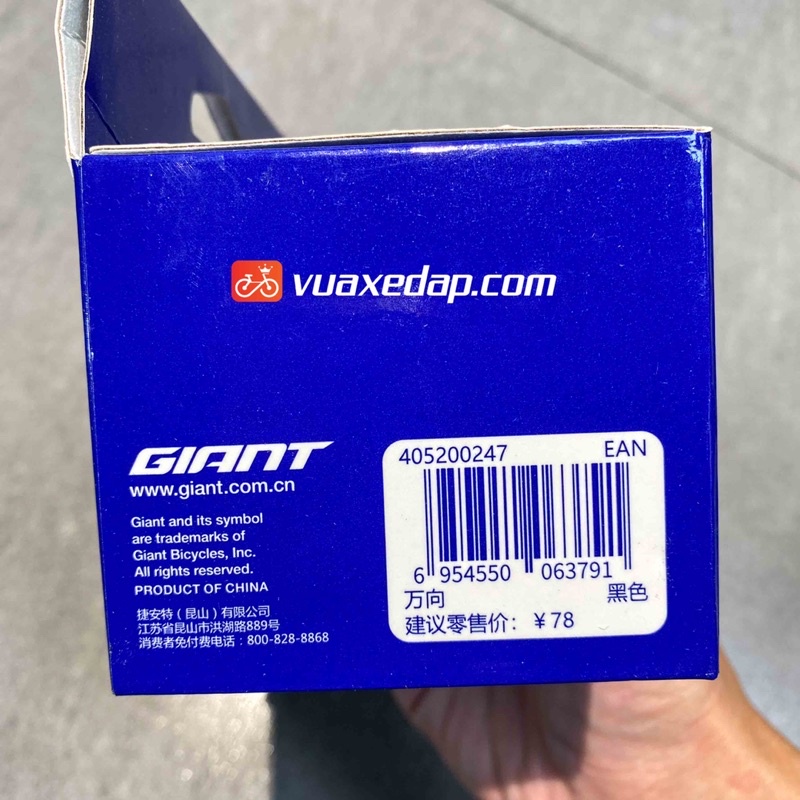 vuaxedap.com
GIANT
www.giant.com.cn
Giant and its symbol
are trademarks of
Giant Bicycles, Inc.
All rights reserved.
PRODUCT OF CHINA
捷安特（昆山）有限公司
江苏省昆山市洪湖路889号
消费者免付费电话：800-828-8868
405200247 EAN
6 954550 063791
万向 黑色
建议零售价：￥78